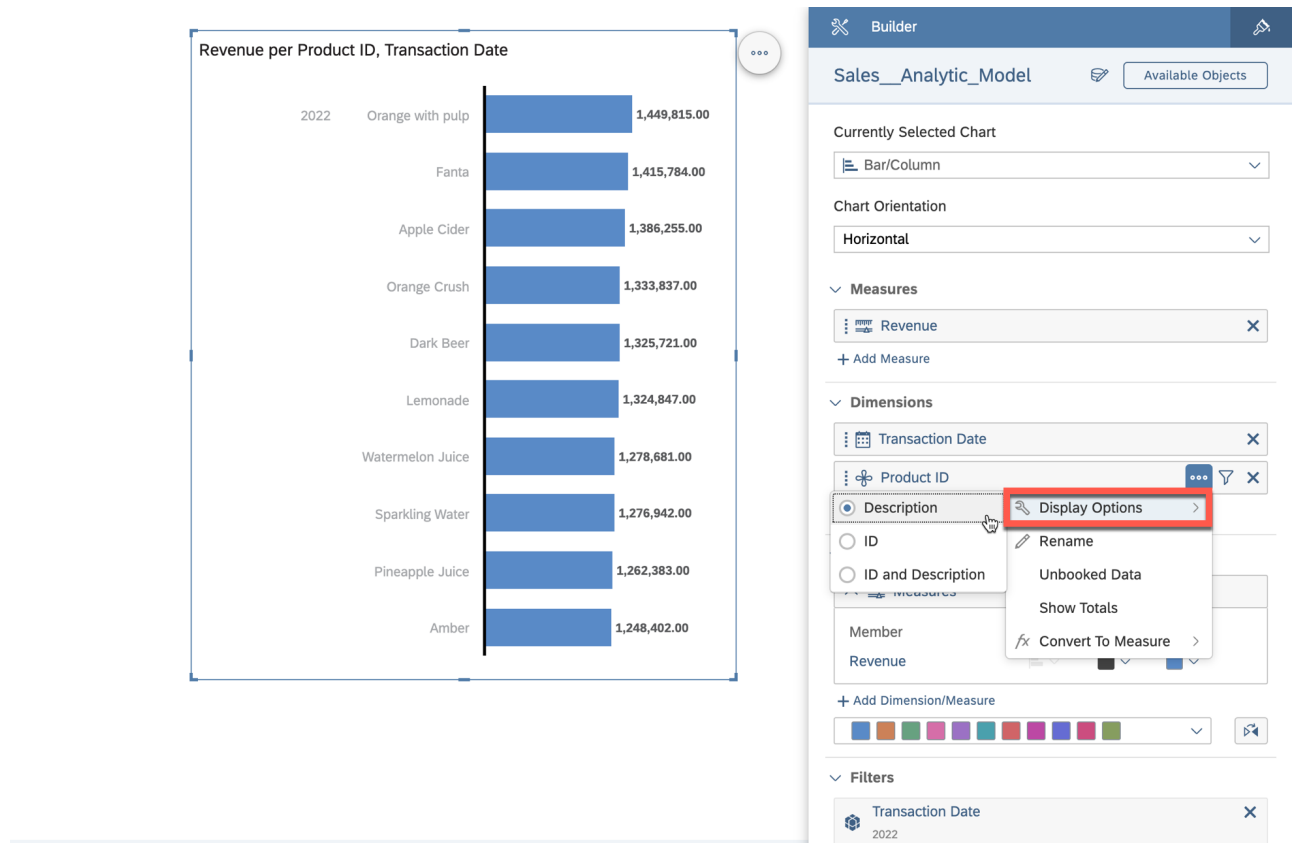 Revenue per Product ID, Transaction Date
2022 Orange with pulp 1,449,815.00
Fanta 1,415,784.00
Apple Cider 1,386,255.00
Orange Crush 1,333,837.00
Dark Beer 1,325,721.00
Lemonade 1,324,847.00
Watermelon Juice 1,278,681.00
Sparkling Water 1,276,942.00
Pineapple Juice 1,262,383.00
Amber 1,248,402.00
Builder
Sales__Analytic_Model
Available Objects
Currently Selected Chart
Bar/Column
Chart Orientation
Horizontal
Measures
Revenue
+ Add Measure
Dimensions
Transaction Date
Product ID
Description
ID
ID and Description
Display Options
Rename
Unbooked Data
Show Totals
fx Convert To Measure
Measures
Member
Revenue
+ Add Dimension/Measure
Filters
Transaction Date
2022